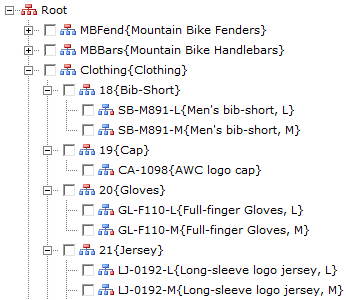 Root
MBFend{Mountain Bike Fenders}
MBBars{Mountain Bike Handlebars}
Clothing{Clothing}
18{Bib-Short}
SB-M891-L{Men's bib-short, L}
SB-M891-M{Men's bib-short, M}
19{Cap}
CA-1098{AWC logo cap}
20{Gloves}
GL-F110-L{Full-finger Gloves, L}
GL-F110-M{Full-finger Gloves, M}
21{Jersey}
LJ-0192-L{Long-sleeve logo jersey, L}
LJ-0192-M{Long-sleeve logo jersey, M}